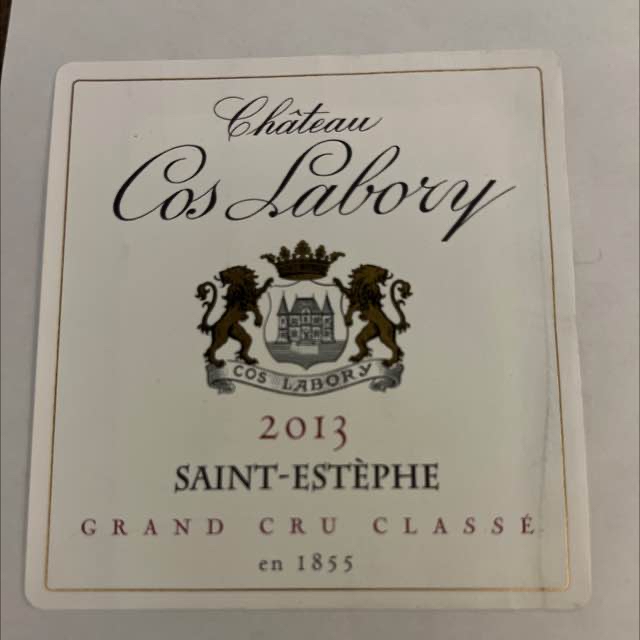 Château
Cos Labory
COS LABORY
2013
SAINT-ESTÈPHE
GRAND CRU CLASSÉ
en 1855